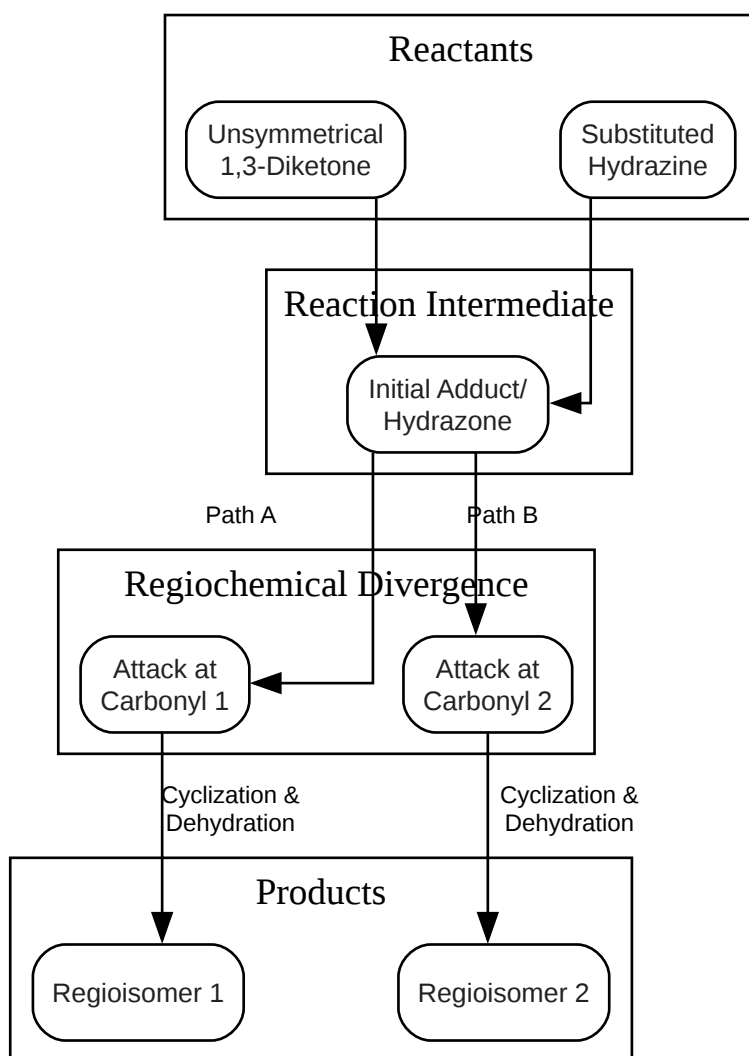 Reactants
Unsymmetrical
1,3-Diketone
Substituted
Hydrazine
Reaction Intermediate
Initial Adduct/
Hydrazone
Path A
Path B
Regiochemical Divergence
Attack at
Carbonyl 1
Attack at
Carbonyl 2
Cyclization &
Dehydration
Cyclization &
Dehydration
Products
Regioisomer 1
Regioisomer 2